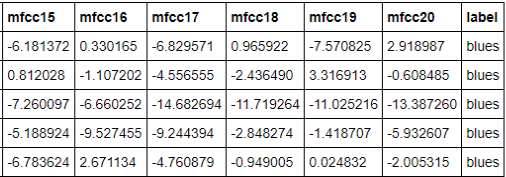 mfcc15 mfcc16 mfcc17 mfcc18 mfcc19 mfcc20 label
-6.181372 0.330165 -6.829571 0.965922 -7.570825 2.918987 blues
0.812028 -1.107202 -4.556555 -2.436490 3.316913 -0.608485 blues
-7.260097 -6.660252 -14.682694 -11.719264 -11.025216 -13.387260 blues
-5.188924 -9.527455 -9.244394 -2.848274 -1.418707 -5.932607 blues
-6.783624 2.671134 -4.760879 -0.949005 0.024832 -2.005315 blues